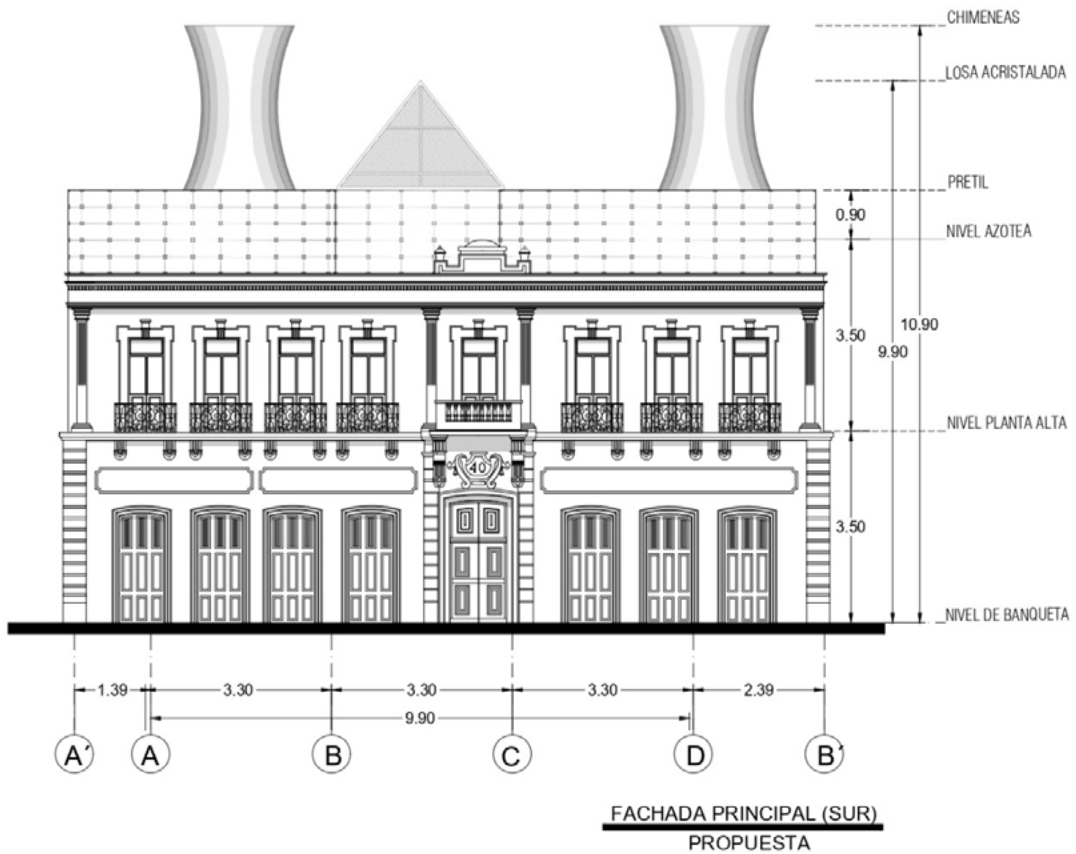 CHIMENEAS
LOSA ACRISTALADA
PRETIL
0.90
NIVEL AZOTEA
3.50
10.90
9.90
NIVEL PLANTA ALTA
40
3.50
NIVEL DE BANQUETA
1.39 3.30 3.30 3.30 2.39
9.90
A´ A B C D B´
FACHADA PRINCIPAL (SUR)
PROPUESTA